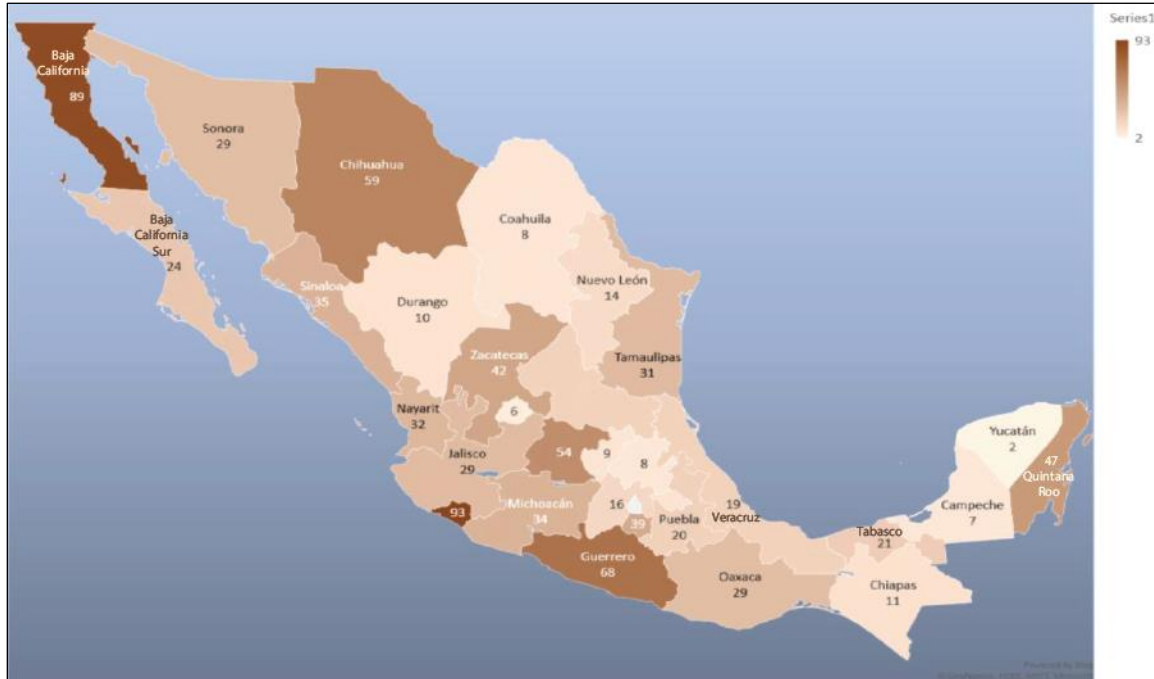 Series1
93
2
Baja
California
89
Sonora
29
Chihuahua
59
Coahuila
8
Baja
California
Sur
24
Sinaloa
35
Durango
10
Nuevo León
14
Zacatecas
42
Tamaulipas
31
Nayarit
32
6
Jalisco
29
54
9
8
Yucatán
2
47
Quintana
Roo
93
Michoacán
34
16
39
Puebla
20
19
Veracruz
Campeche
7
Tabasco
21
Guerrero
68
Oaxaca
29
Chiapas
11
Powered by Bing